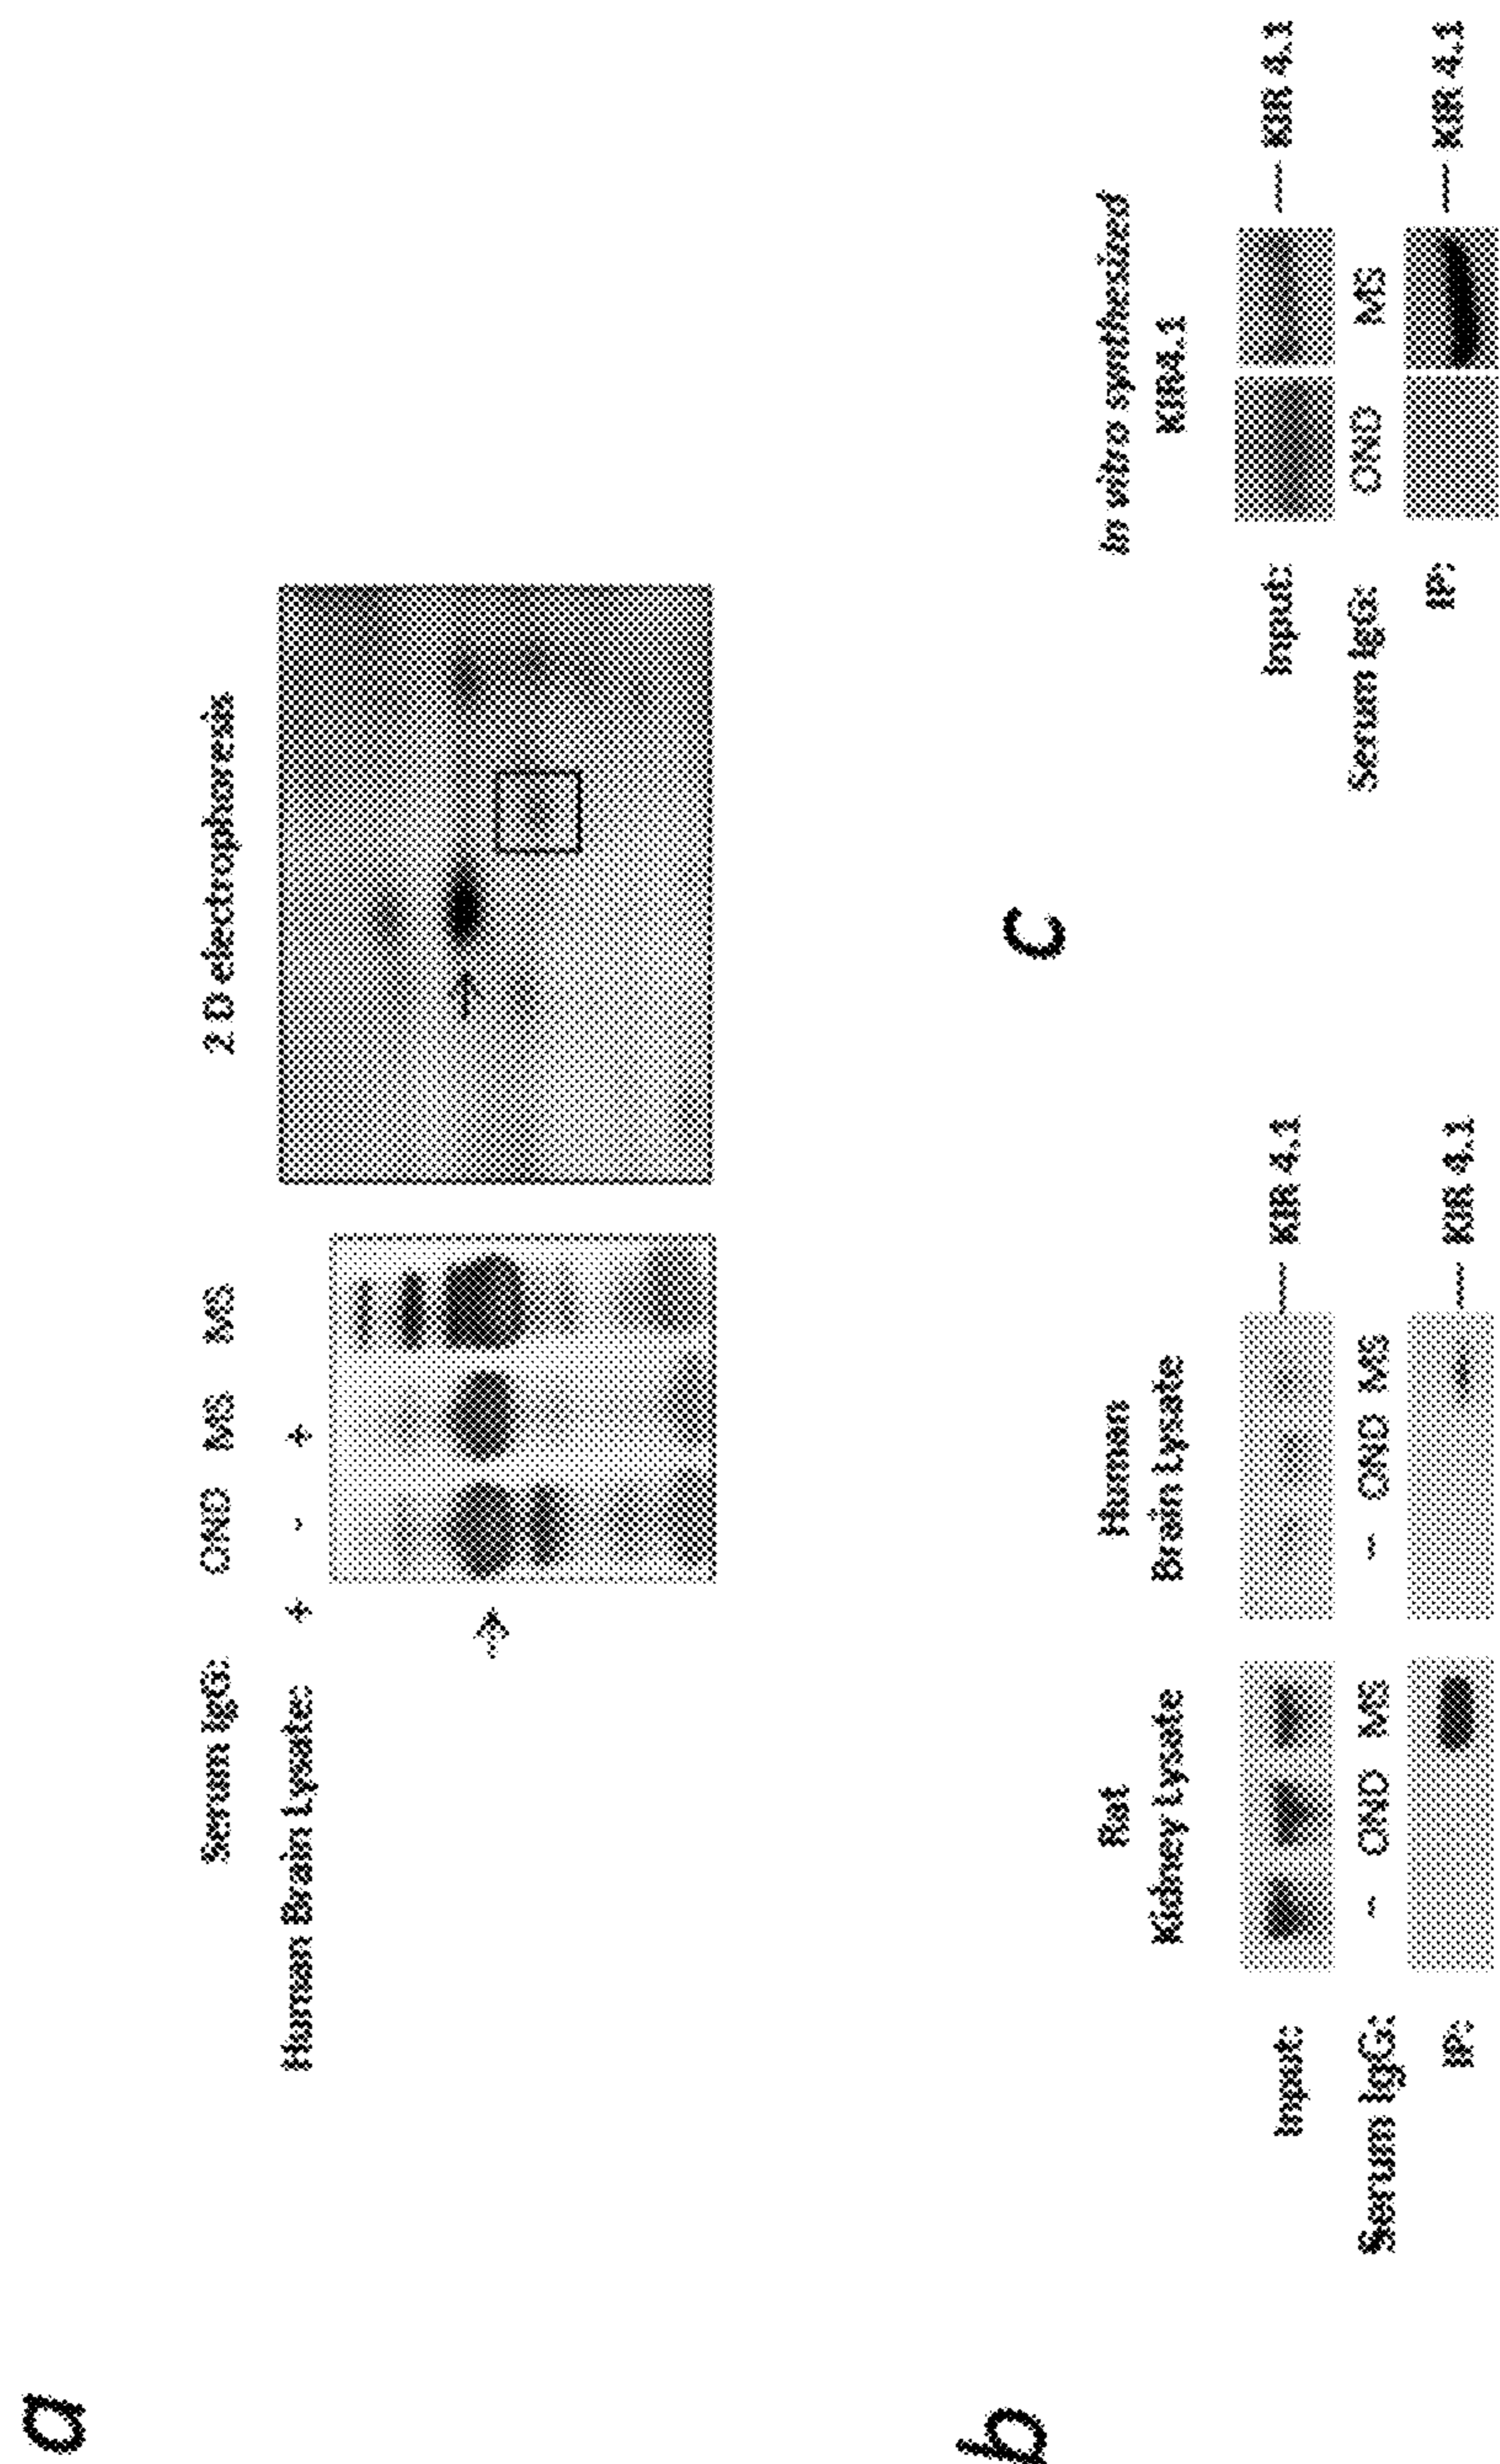 a
Serum IgG: OND MS MS
Human Brain Lysate: + - +
2 D electrophoresis
b
Rat
Kidney Lysate
Human
Brain Lysate
Input: KIR 4.1
Serum IgG: - OND MS - OND MS
IP: KIR 4.1
c
In vitro synthesized
KIR4.1
Input: KIR 4.1
Serum IgG: OND MS
IP: KIR 4.1